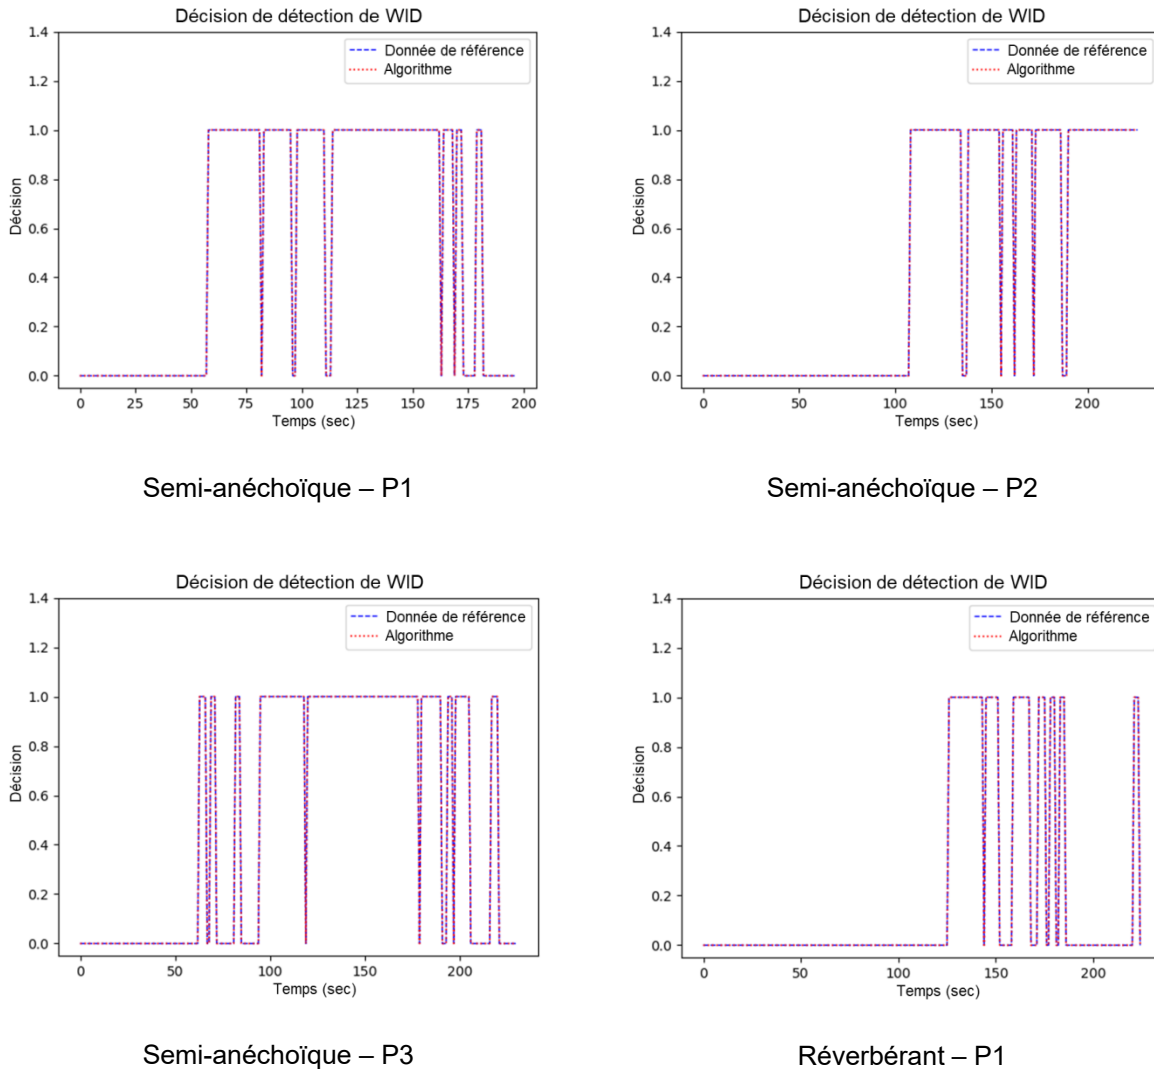 Décision de détection de WID
1.4
1.2
1.0
0.8
0.6
0.4
0.2
0.0
Décision
Donnée de référence
Algorithme
0 25 50 75 100 125 150 175 200
Temps (sec)
Semi-anéchoïque – P1
Décision de détection de WID
1.4
1.2
1.0
0.8
0.6
0.4
0.2
0.0
Décision
Donnée de référence
Algorithme
0 50 100 150 200
Temps (sec)
Semi-anéchoïque – P2
Décision de détection de WID
1.4
1.2
1.0
0.8
0.6
0.4
0.2
0.0
Décision
Donnée de référence
Algorithme
0 50 100 150 200
Temps (sec)
Semi-anéchoïque – P3
Décision de détection de WID
1.4
1.2
1.0
0.8
0.6
0.4
0.2
0.0
Décision
Donnée de référence
Algorithme
0 50 100 150 200
Temps (sec)
Réverbérant – P1